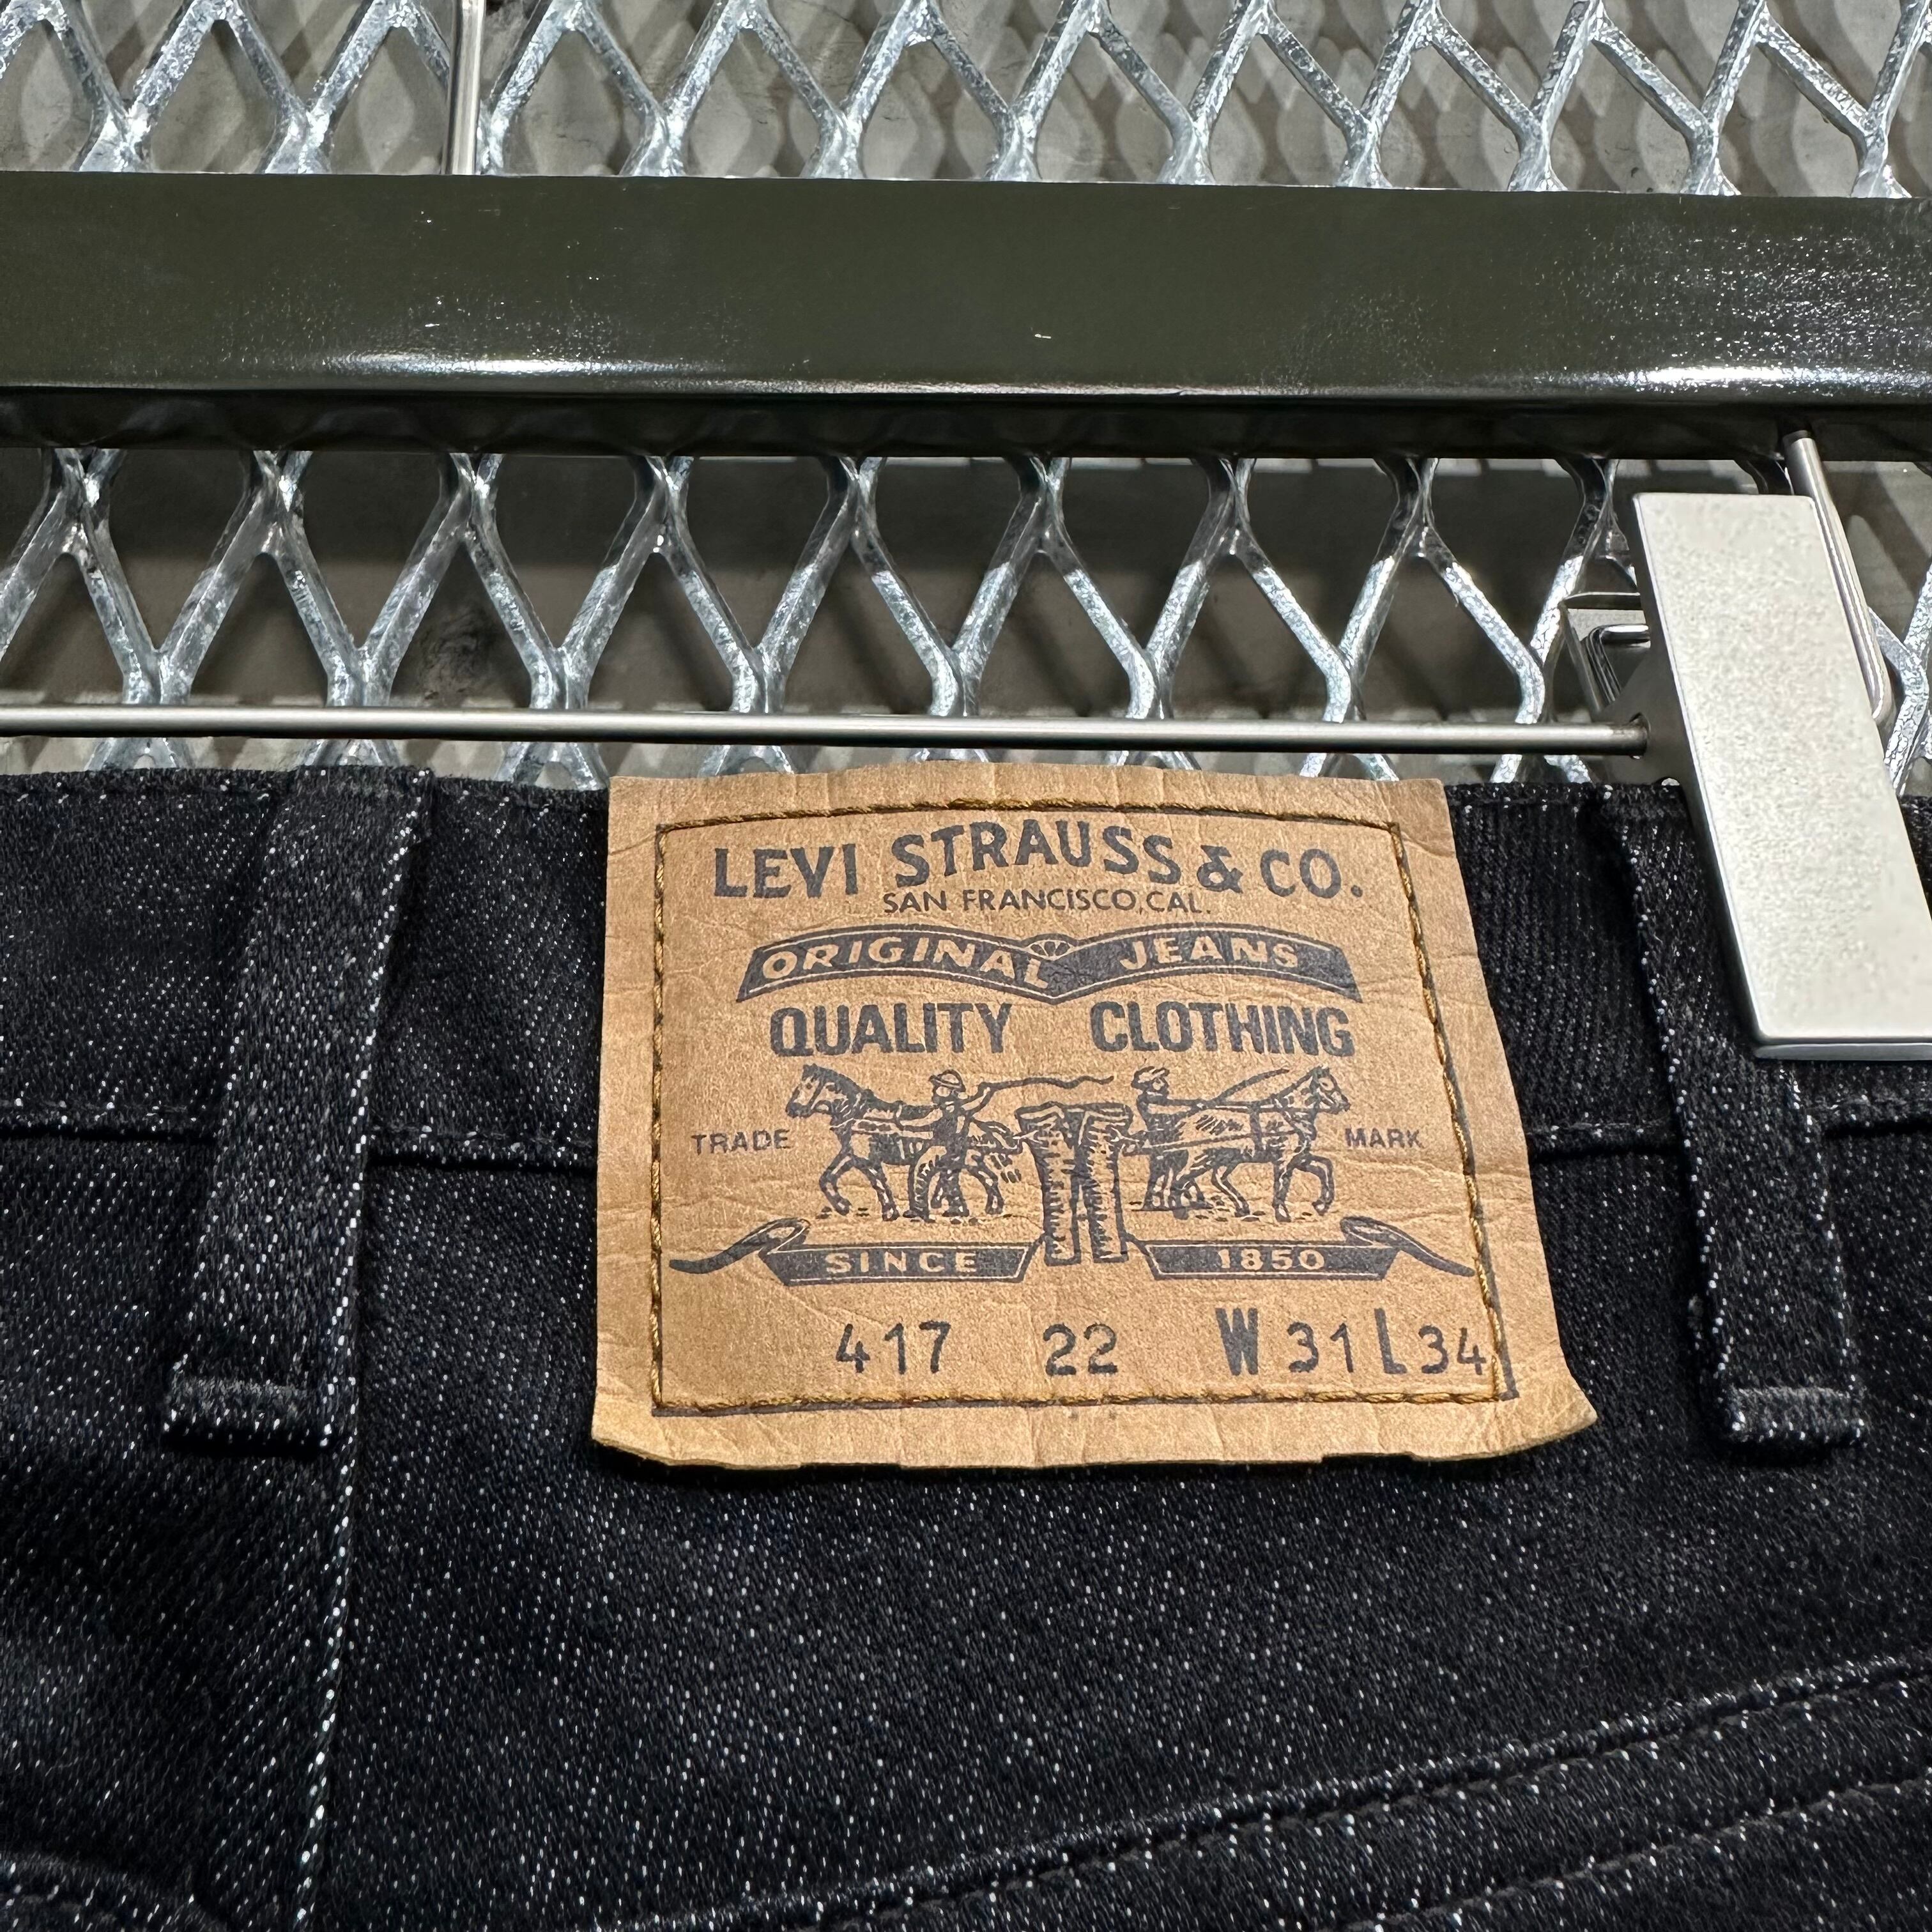 LEVI STRAUSS & CO.
SAN FRANCISCO, CAL.
ORIGINAL JEANS
QUALITY CLOTHING
TRADE MARK
SINCE 1850
417 22 W 31 L 34